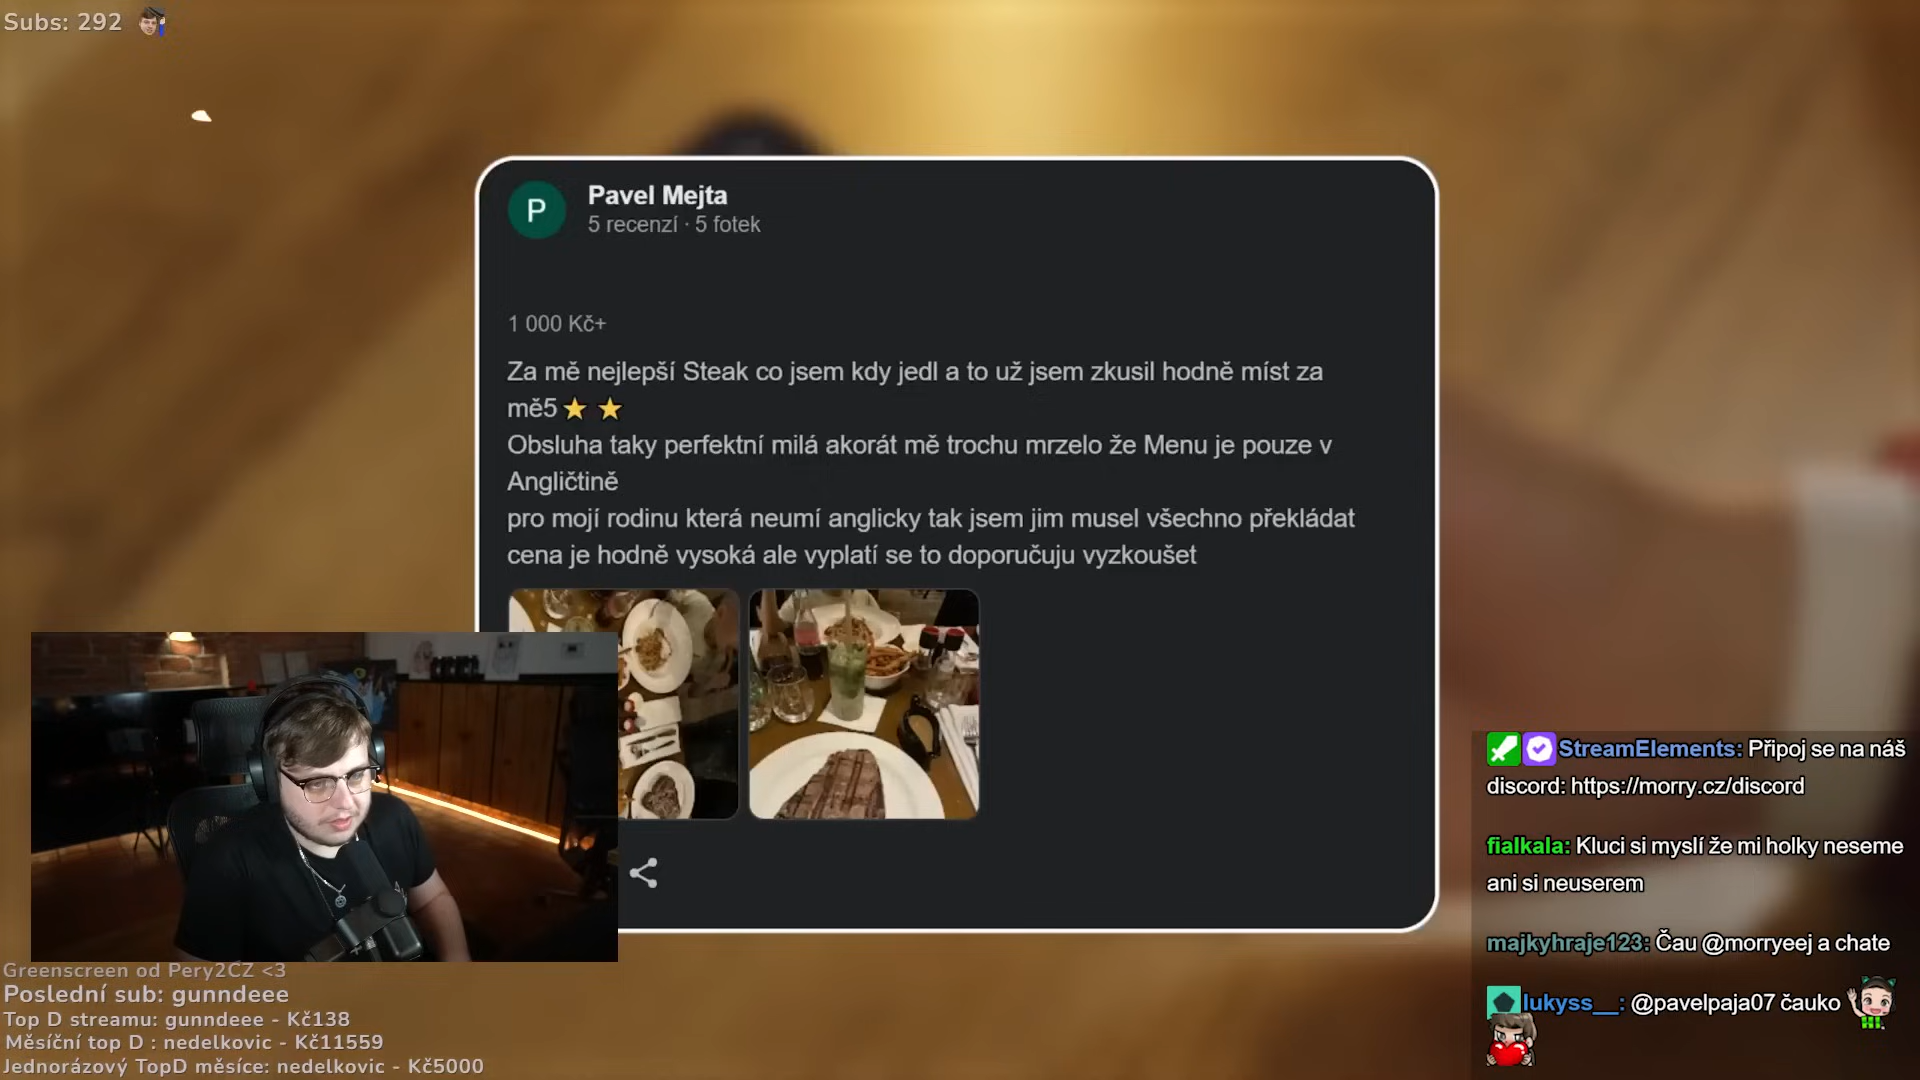 Subs: 292
P
Pavel Mejta
5 recenzí · 5 fotek
1 000 Kč+
Za mě nejlepší Steak co jsem kdy jedl a to už jsem zkusil hodně míst za
mě5⭐ ⭐
Obsluha taky perfektní milá akorát mě trochu mrzelo že Menu je pouze v
Angličtině
pro mojí rodinu která neumí anglicky tak jsem jim musel všechno překládat
cena je hodně vysoká ale vyplatí se to doporučuju vyzkoušet
StreamElements: Připoj se na náš
discord: https://morry.cz/discord
fialkala: Kluci si myslí že mi holky neseme
ani si neuserem
majkyhraje123: Čau @morryeej a chate
lukyss__: @pavelpaja07 čauko
Greenscreen od Pery2CZ <3
Poslední sub: gunndeee
Top D streamu: gunndeee - Kč138
Měsíční top D : nedelkovic - Kč11559
Jednorázový TopD měsíce: nedelkovic - Kč5000